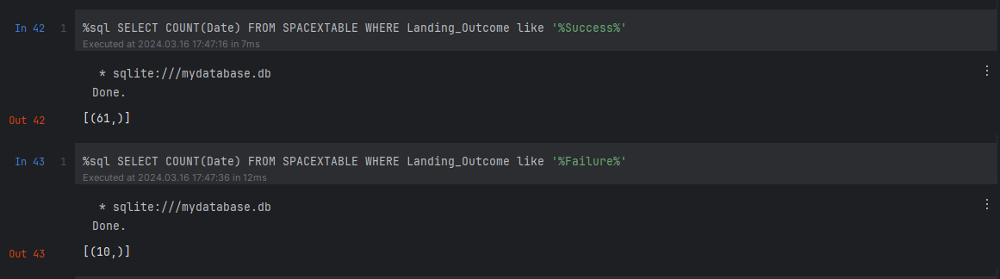 In 42 1 %sql SELECT COUNT(Date) FROM SPACEXTABLE WHERE Landing_Outcome like '%Success%'
Executed at 2024.03.16 17:47:16 in 7ms
* sqlite:///mydatabase.db
Done.
Out 42 [(61,)]
In 43 1 %sql SELECT COUNT(Date) FROM SPACEXTABLE WHERE Landing_Outcome like '%Failure%'
Executed at 2024.03.16 17:47:36 in 12ms
* sqlite:///mydatabase.db
Done.
Out 43 [(10,)]